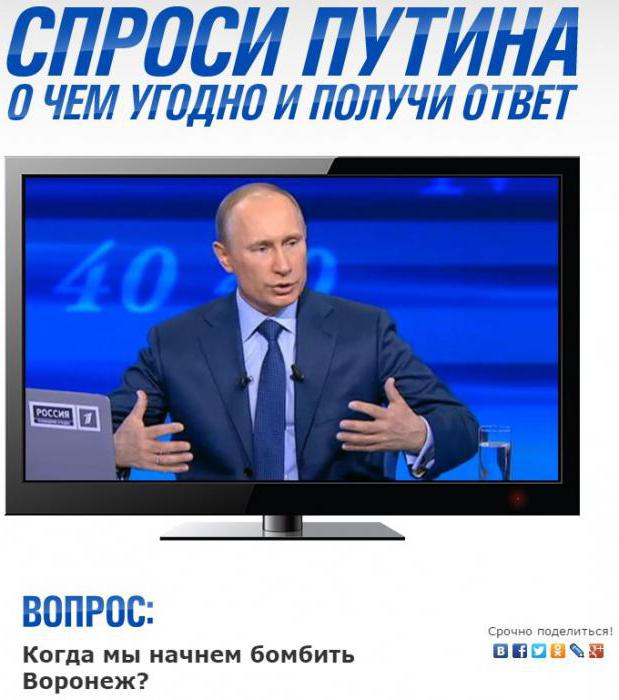 СПРОСИ ПУТИНА
О ЧЕМ УГОДНО И ПОЛУЧИ ОТВЕТ
40
РОССИЯ
1
ВОПРОС:
Срочно поделиться!
Когда мы начнем бомбить
Воронеж?